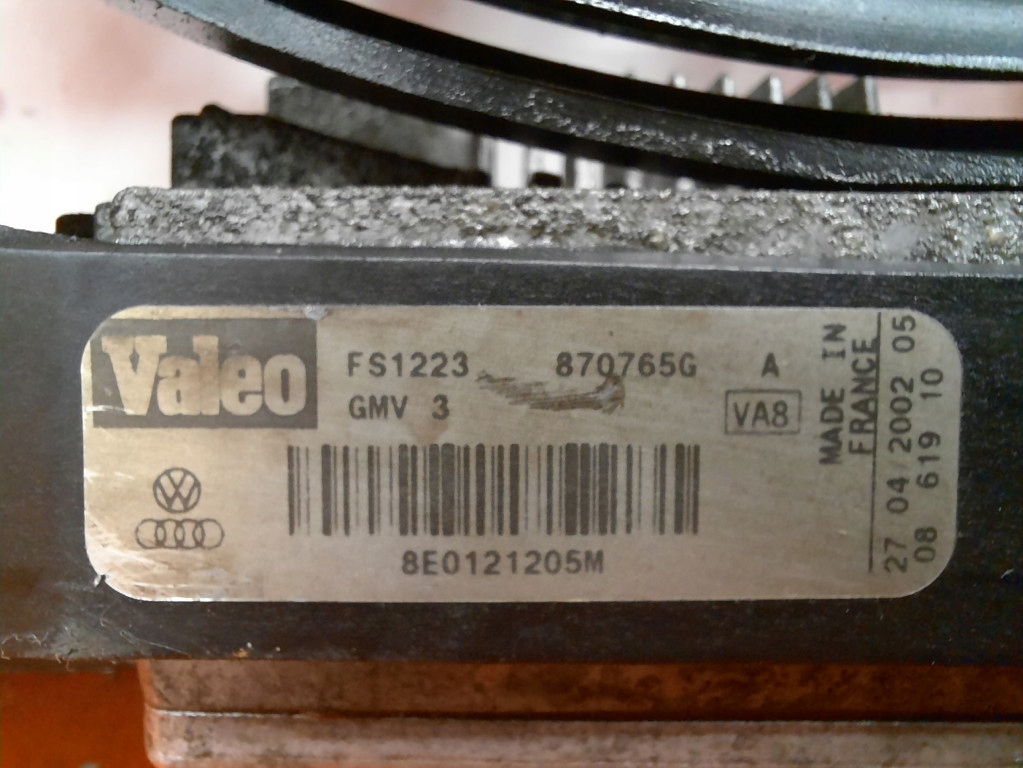 Valeo
FS1223 870765G A
GMV 3 VA8
MADE IN
FRANCE
27 04 2002 05
08 619 10
8E0121205M